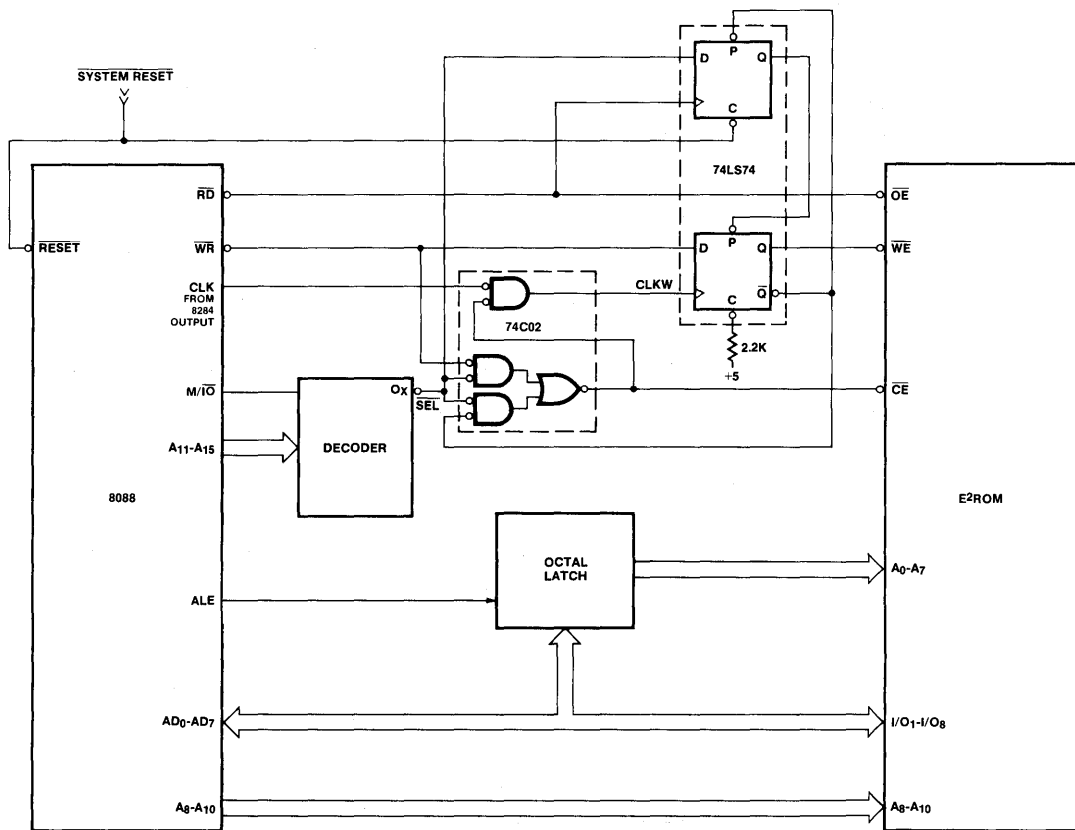 SYSTEM RESET
P
D
Q
C
74LS74
RD
OE
RESET
WR
D
P
Q
WE
CLK
FROM
8284
OUTPUT
CLKW
Q
C
74C02
2.2K
+5
M/IO
OX
SEL
CE
A11-A15
DECODER
8088
E2ROM
OCTAL
LATCH
A0-A7
ALE
AD0-AD7
I/O1-I/O8
A8-A10
A8-A10